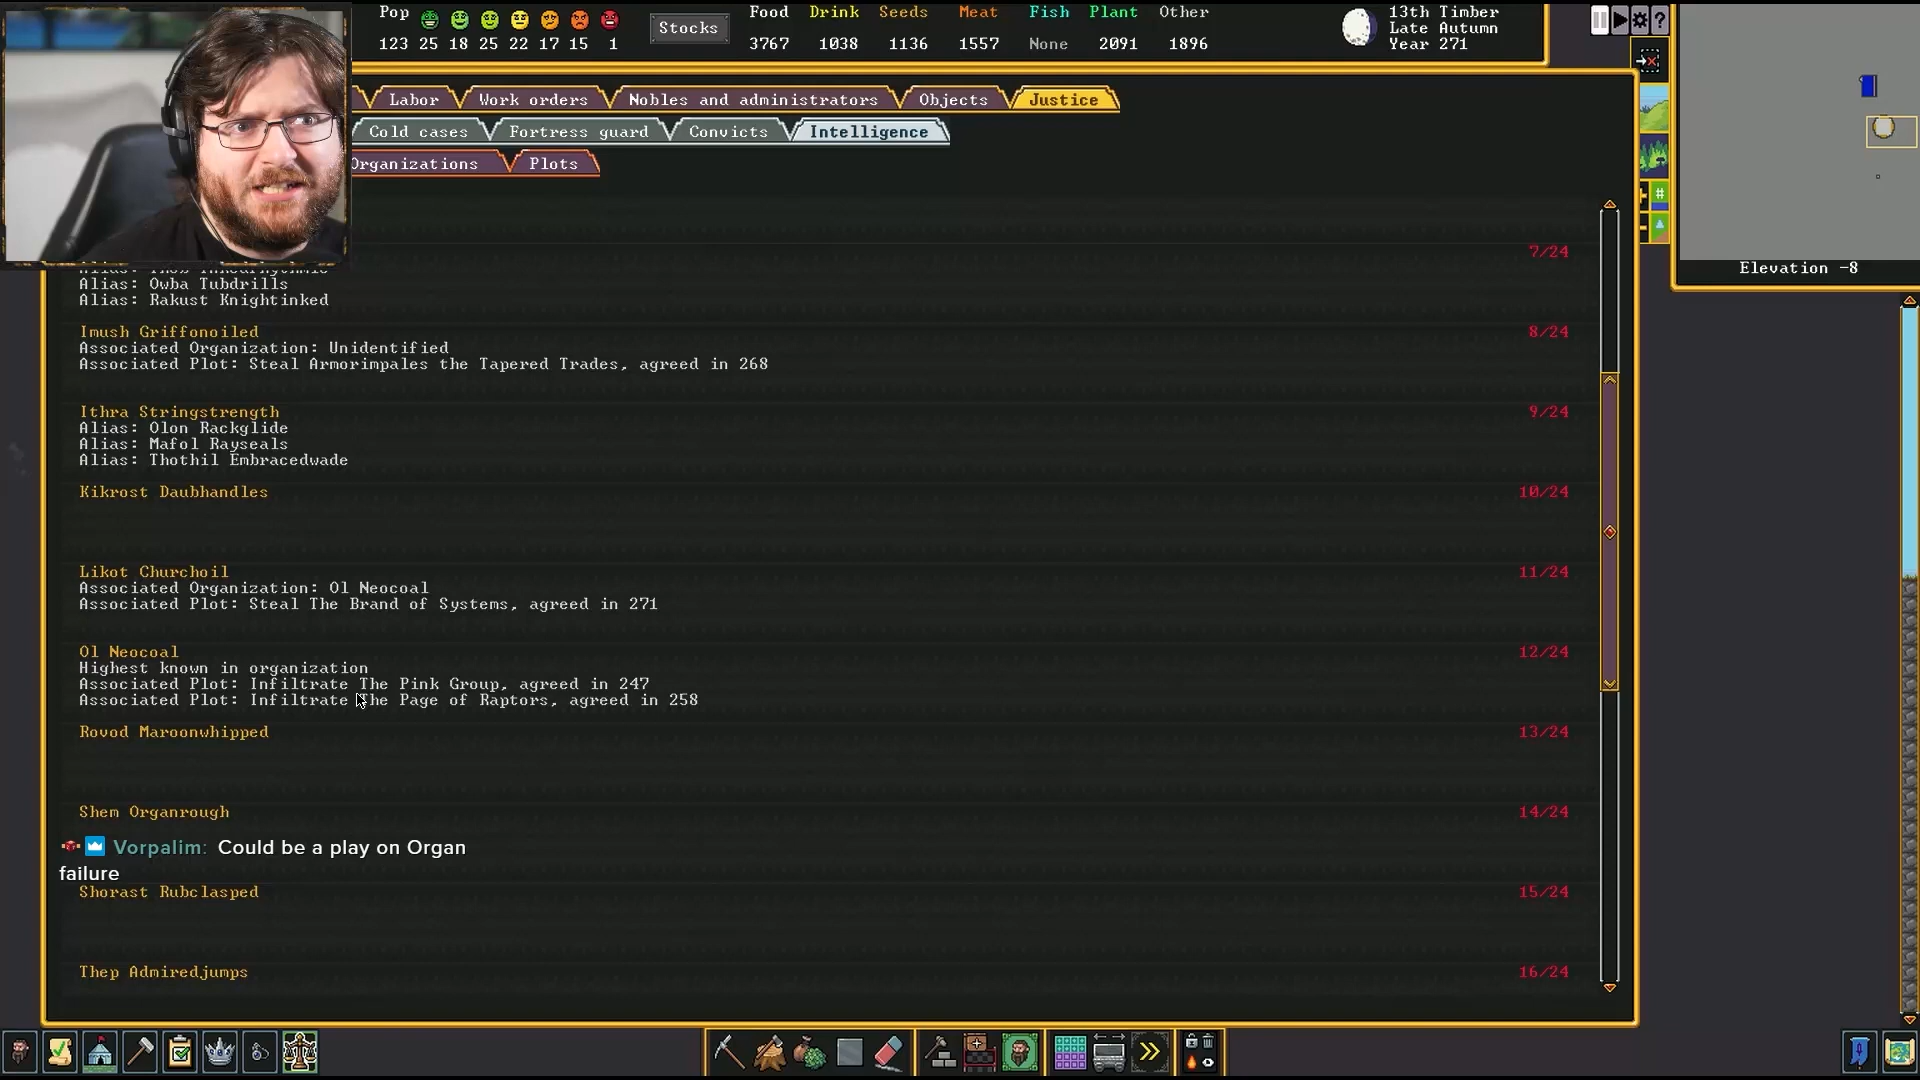 Pop
Food Drink Seeds Meat Fish Plant Other
123 25 18 25 22 17 15 1
Stocks
3767 1038 1136 1557 None 2091 1896
13th Timber
Late Autumn
Year 271
?
Labor Work orders Nobles and administrators Objects Justice
Cold cases Fortress guard Convicts Intelligence
Organizations Plots
Elevation -8
7/24
Alias: Owba Tubdrills
Alias: Rakust Knightinked
Imush Griffonoiled 8/24
Associated Organization: Unidentified
Associated Plot: Steal Armorimpales the Tapered Trades, agreed in 268
Ithra Stringstrength 9/24
Alias: Olon Rackglide
Alias: Mafol Rayseals
Alias: Thothil Embracedwade
Kikrost Daubhandles 10/24
Likot Churchoil 11/24
Associated Organization: Ol Neocoal
Associated Plot: Steal The Brand of Systems, agreed in 271
Ol Neocoal 12/24
Highest known in organization
Associated Plot: Infiltrate The Pink Group, agreed in 247
Associated Plot: Infiltrate The Page of Raptors, agreed in 258
Rovod Maroonwhipped 13/24
Shem Organrough 14/24
Vorpalim: Could be a play on Organ
failure
Shorast Rubclasped 15/24
Thep Admiredjumps 16/24